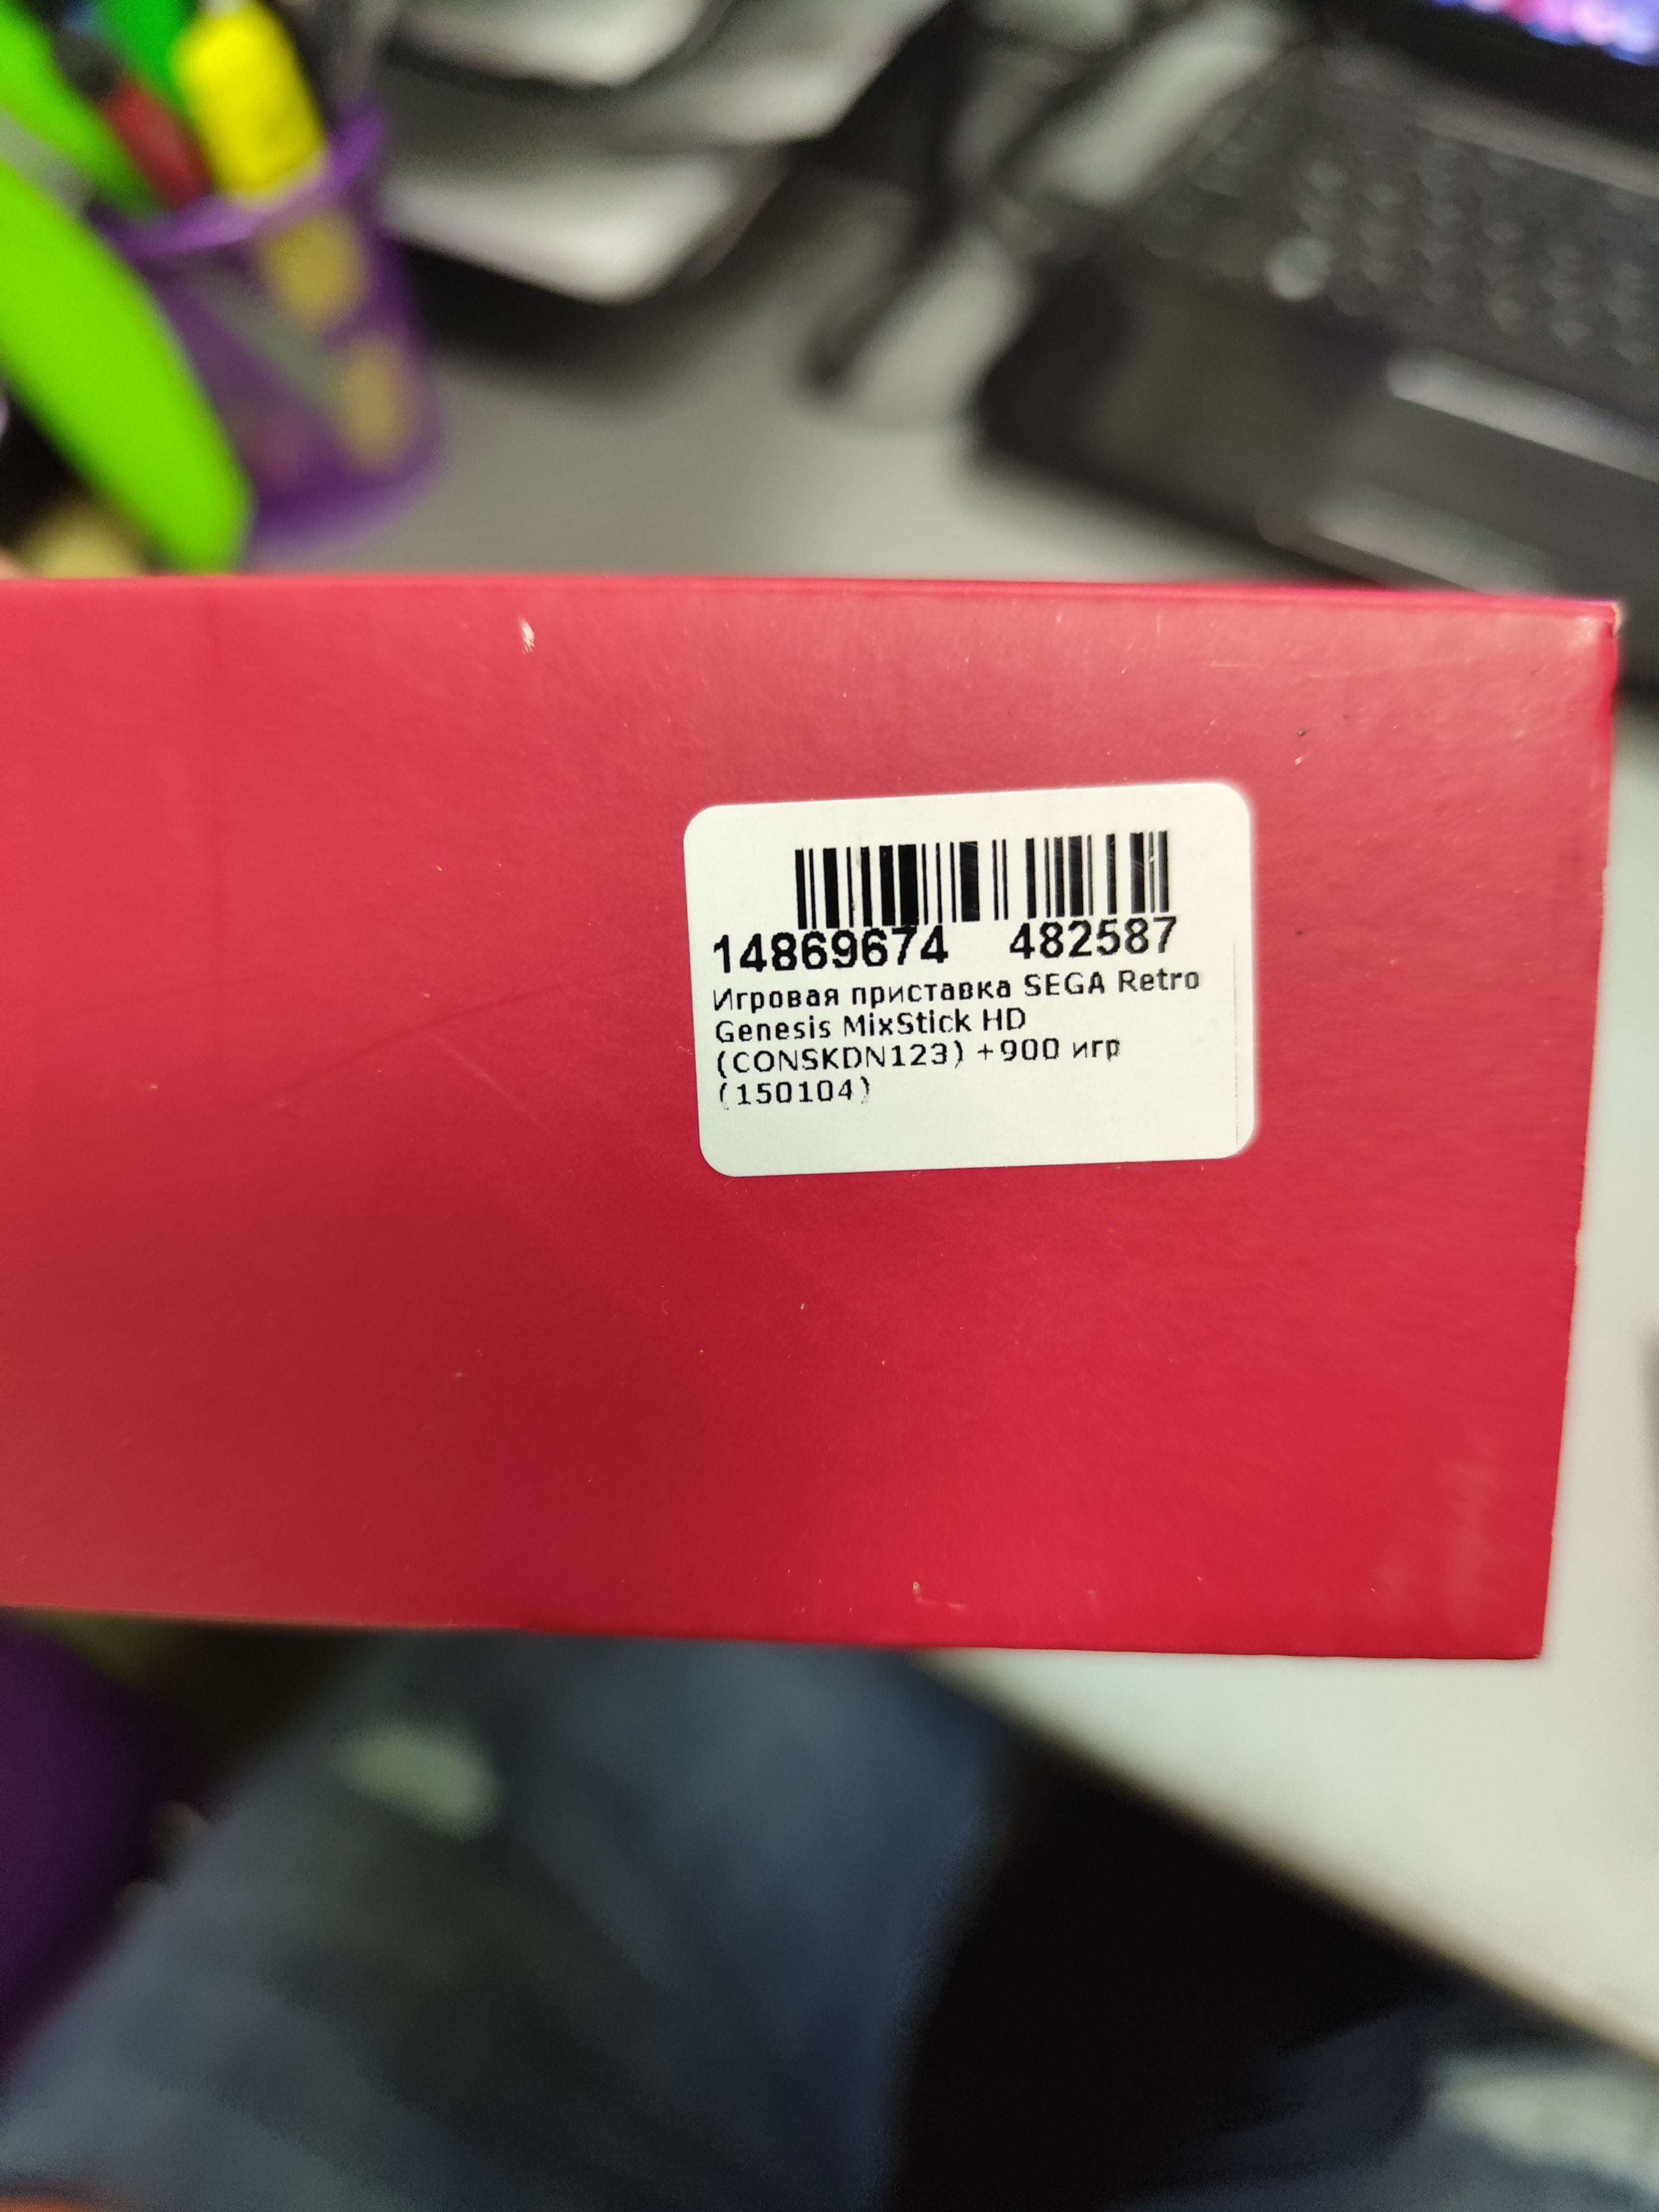 14869674 482587
Игровая приставка SEGA Retro
Genesis MixStick HD
(CONSKDN123) +900 игр
(150104)